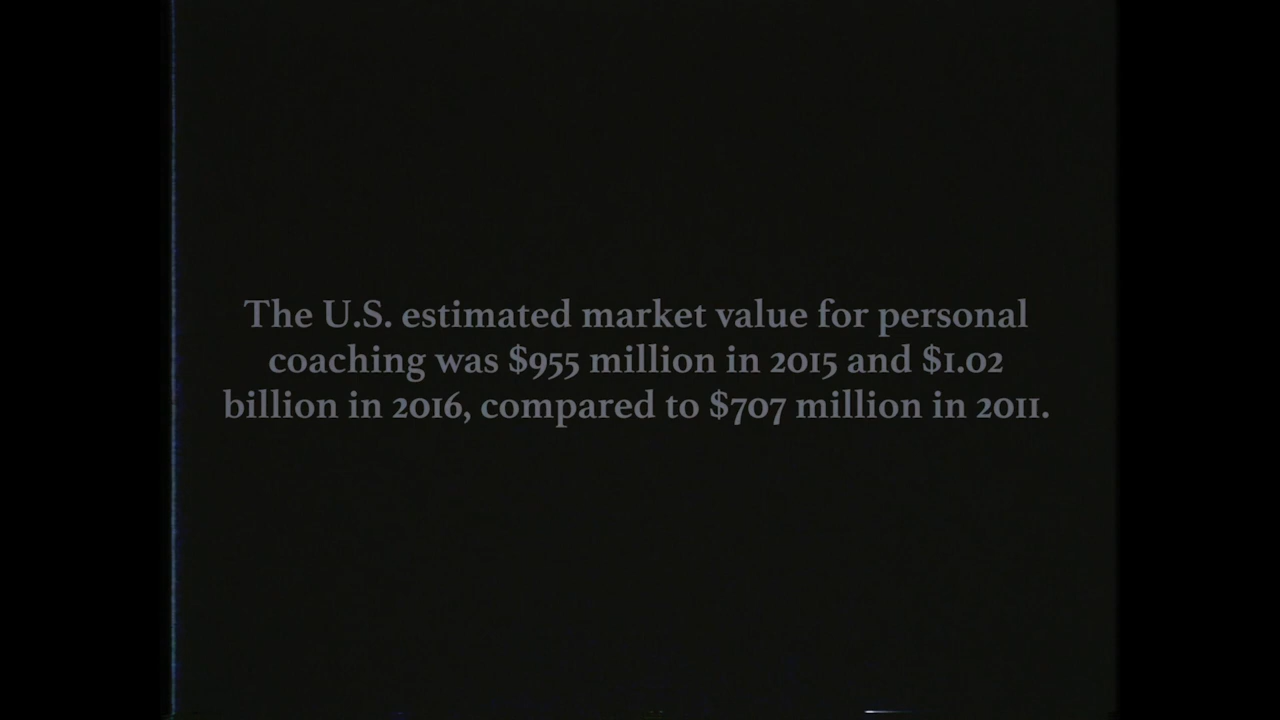 The U.S. estimated market value for personal
coaching was $955 million in 2015 and $1.02
billion in 2016, compared to $707 million in 2011.